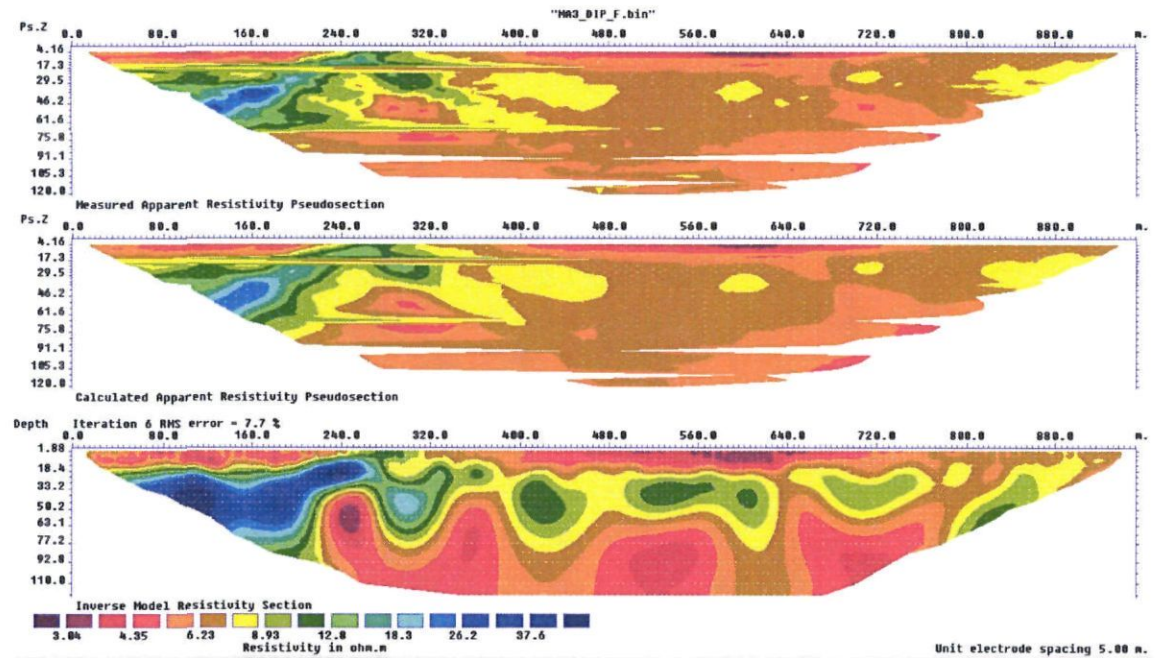 "MA3_DIP_F.bin"
Ps.Z 0.0 80.0 160.0 240.0 320.0 400.0 480.0 560.0 640.0 720.0 800.0 880.0 m.
4.16
17.3
29.5
46.2
61.6
75.8
91.1
105.3
120.0
Measured Apparent Resistivity Pseudosection
Ps.Z 0.0 80.0 160.0 240.0 320.0 400.0 480.0 560.0 640.0 720.0 800.0 880.0 m.
4.16
17.3
29.5
46.2
61.6
75.8
91.1
105.3
120.0
Calculated Apparent Resistivity Pseudosection
Depth Iteration 6 RMS error = 7.7 %
0.0 80.0 160.0 240.0 320.0 400.0 480.0 560.0 640.0 720.0 800.0 880.0 m.
1.88
18.4
33.2
50.2
63.1
77.2
92.8
110.0
Inverse Model Resistivity Section
3.04 4.35 6.23 8.93 12.8 18.3 26.2 37.6
Resistivity in ohm.m
Unit electrode spacing 5.00 m.